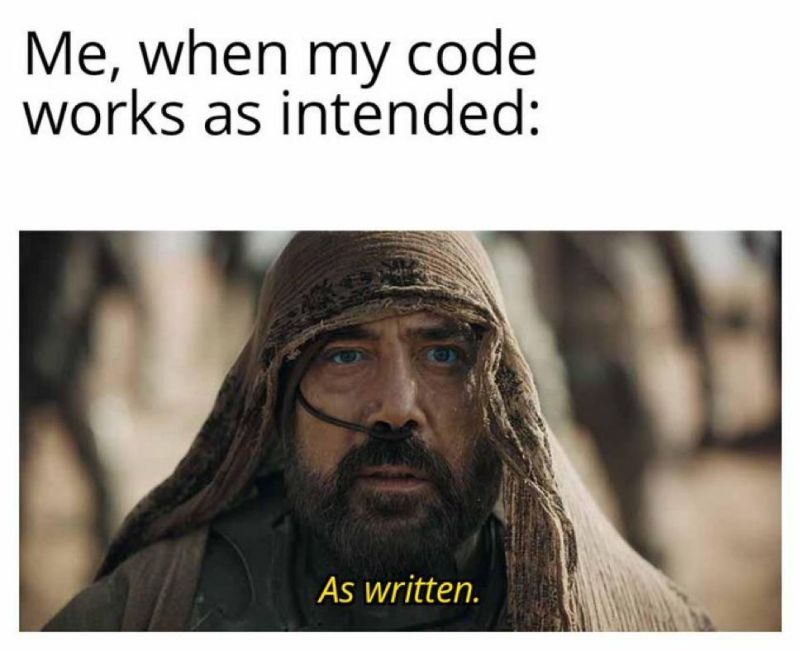 Me, when my code
works as intended:
As written.